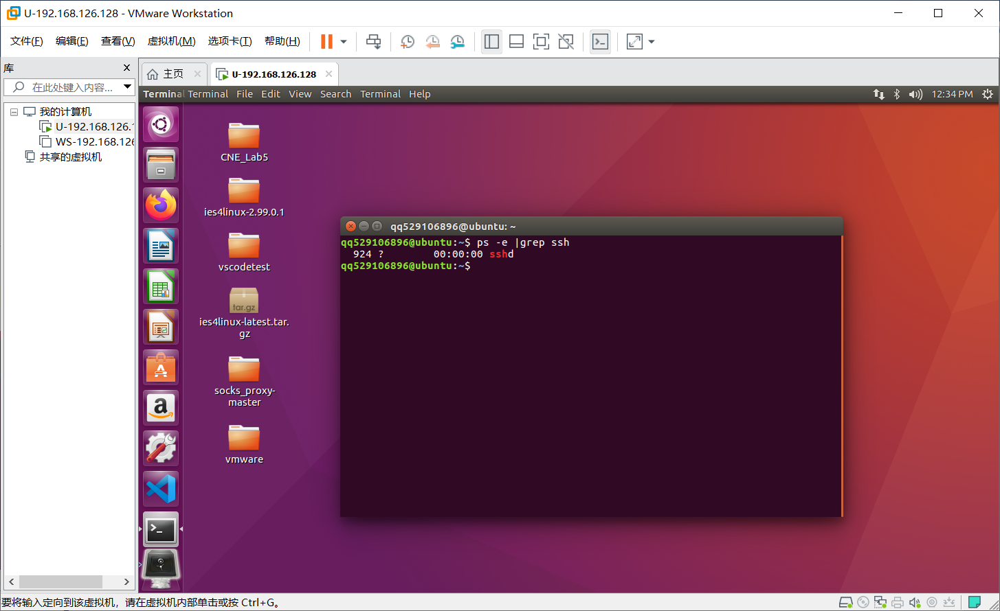 U-192.168.126.128 - VMware Workstation
文件(F) 编辑(E) 查看(V) 虚拟机(M) 选项卡(T) 帮助(H)
库
在此处键入内容...
我的计算机
U-192.168.126.1
WS-192.168.126
共享的虚拟机
主页 U-192.168.126.128
Terminal Terminal File Edit View Search Terminal Help 12:34 PM
CNE_Lab5
ies4linux-2.99.0.1
vscodetest
tar.gz
ies4linux-latest.tar.
gz
socks_proxy-
master
vmware
qq529106896@ubuntu: ~
qq529106896@ubuntu:~$ ps -e |grep ssh
924 ? 00:00:00 sshd
qq529106896@ubuntu:~$
要将输入定向到该虚拟机，请在虚拟机内部单击或按 Ctrl+G。